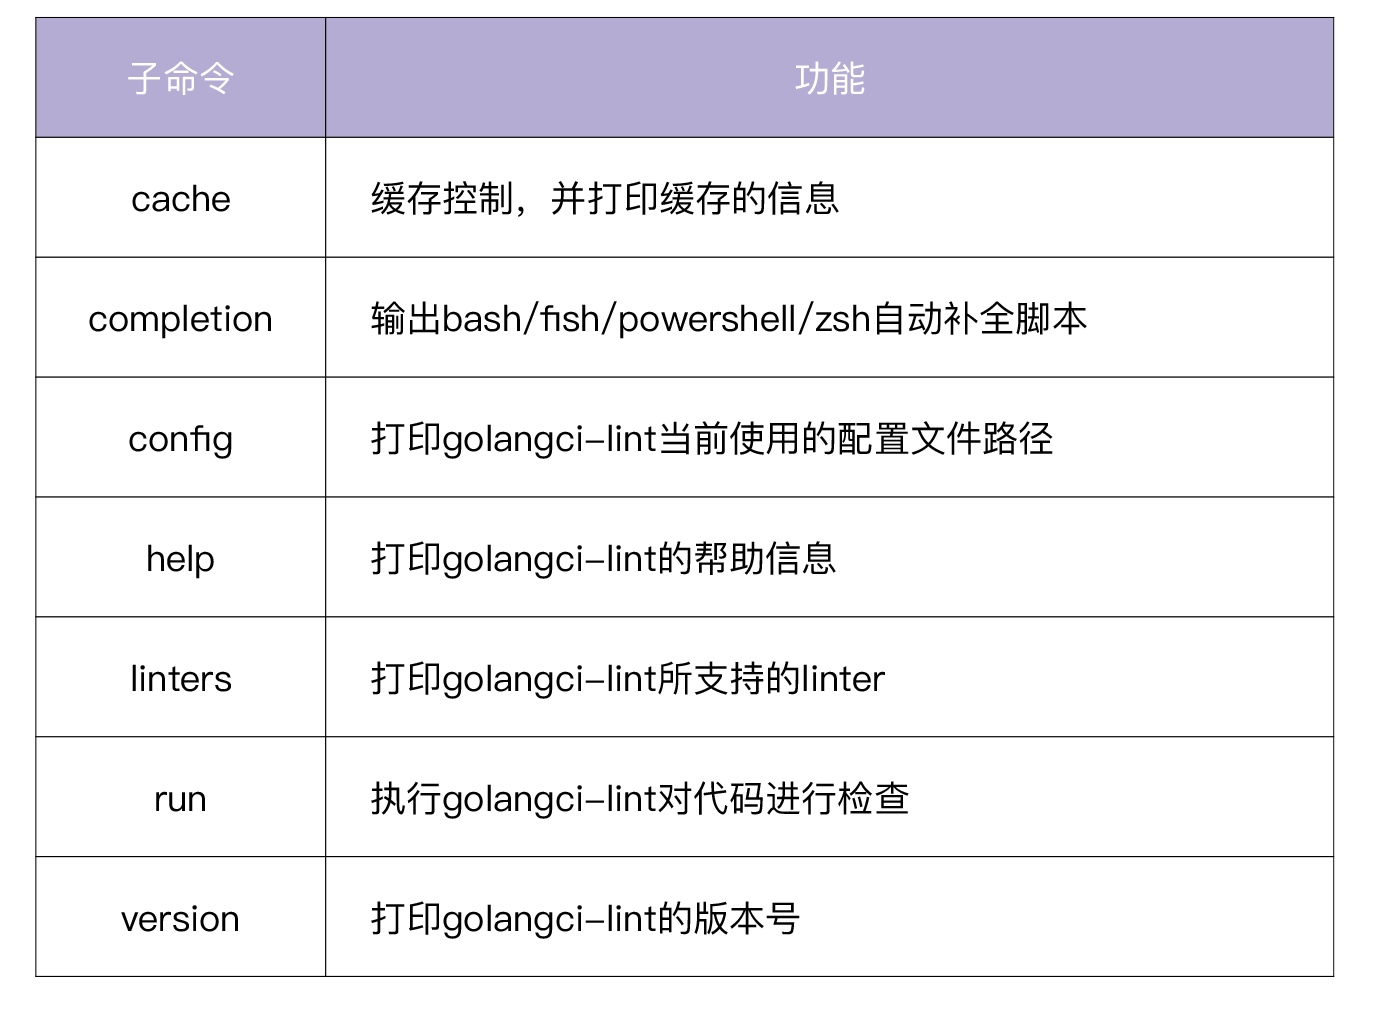 子命令 功能
cache 缓存控制，并打印缓存的信息
completion 输出bash/fish/powershell/zsh自动补全脚本
config 打印golangci-lint当前使用的配置文件路径
help 打印golangci-lint的帮助信息
linters 打印golangci-lint所支持的linter
run 执行golangci-lint对代码进行检查
version 打印golangci-lint的版本号